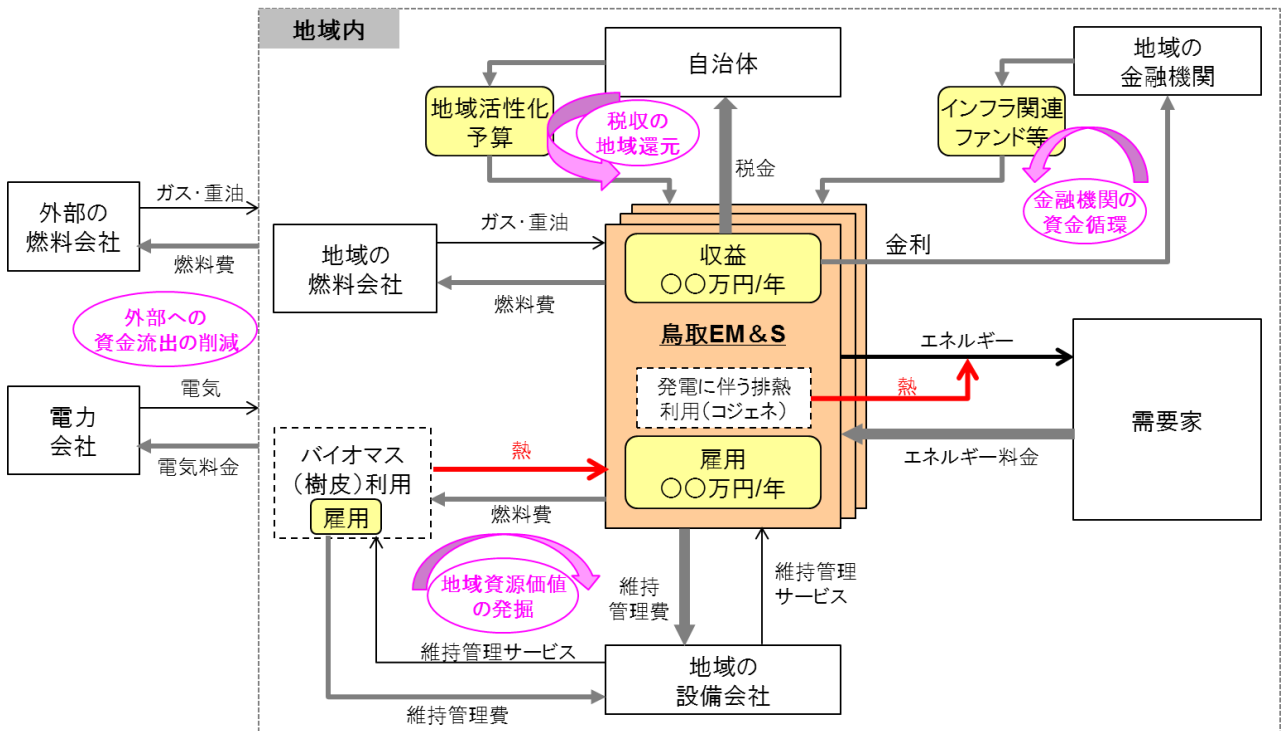 地域内
自治体
地域の
金融機関
地域活性化
予算
税収の
地域還元
インフラ関連
ファンド等
税金
金融機関の
資金循環
外部の
燃料会社
ガス・重油
燃料費
地域の
燃料会社
ガス・重油
燃料費
収益
〇〇万円/年
金利
外部への
資金流出の削減
鳥取EM＆S
エネルギー
発電に伴う排熱
利用(コジェネ)
熱
需要家
電力
会社
電気
電気料金
バイオマス
(樹皮)利用
雇用
熱
燃料費
雇用
〇〇万円/年
エネルギー料金
地域資源価値
の発掘
維持
管理費
維持管理
サービス
維持管理サービス
維持管理費
地域の
設備会社